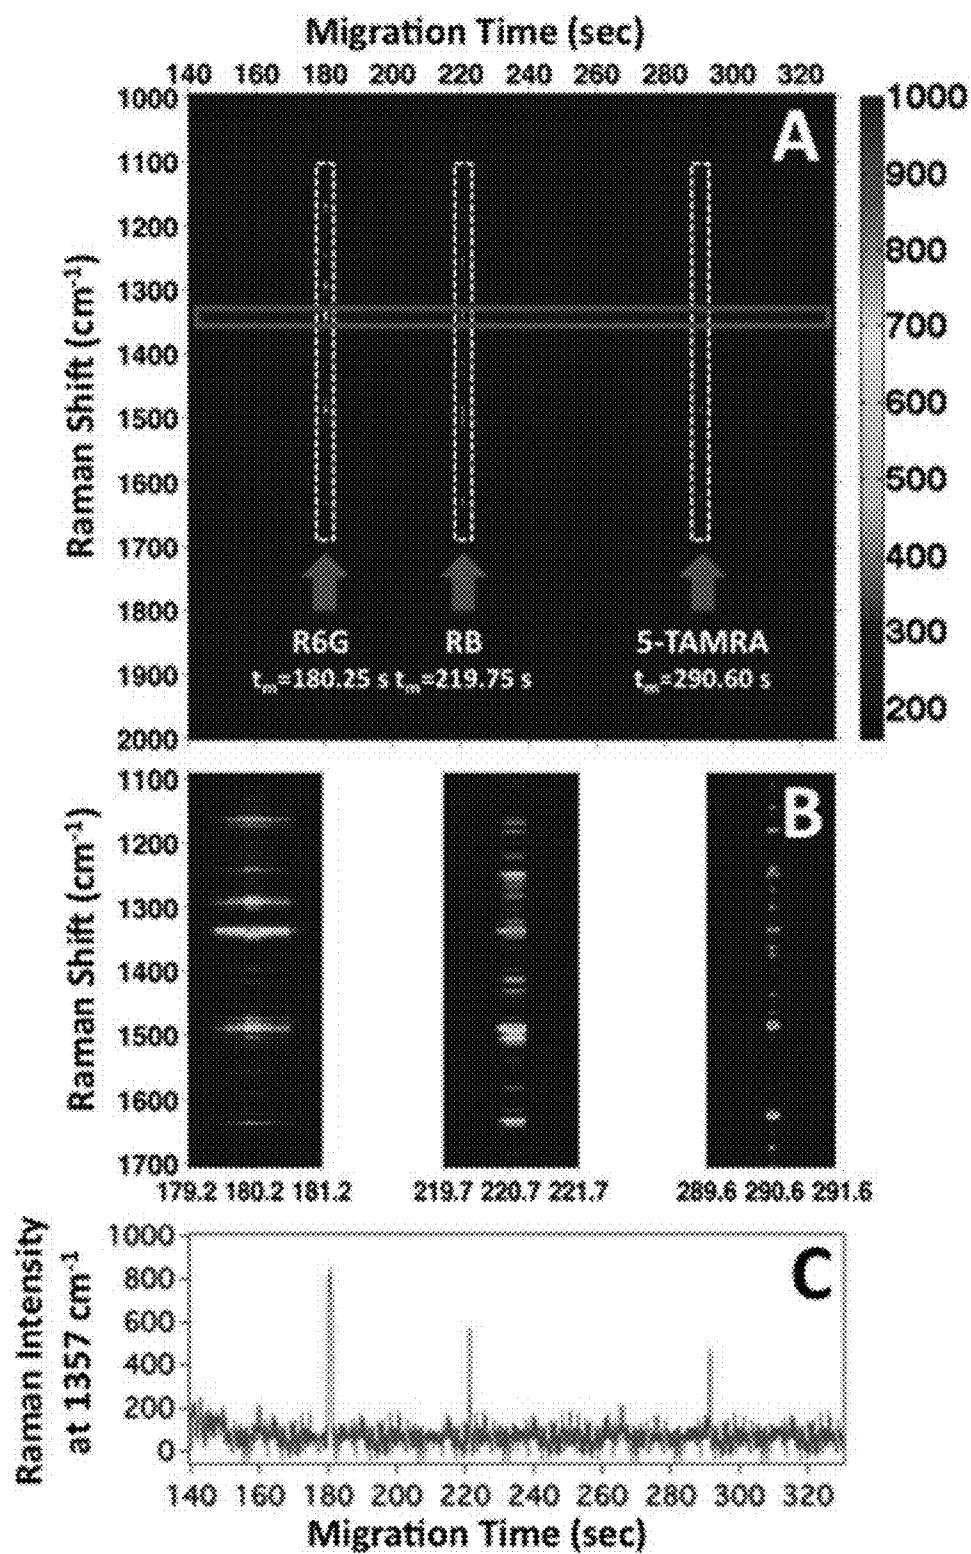 Migration Time (sec)
140 160 180 200 220 240 260 280 300 320
A
Raman Shift (cm-1)
1000
1100
1200
1300
1400
1500
1600
1700
1800
1900
2000
R6G RB 5-TAMRA
tm=180.25 s tm=219.75 s tm=290.60 s
1000
900
800
700
600
500
400
300
200
B
Raman Shift (cm-1)
1100
1200
1300
1400
1500
1600
1700
179.2 180.2 181.2 219.7 220.7 221.7 289.6 290.6 291.6
C
Raman Intensity
at 1357 cm-1
1000
800
600
400
200
0
140 160 180 200 220 240 260 280 300 320
Migration Time (sec)